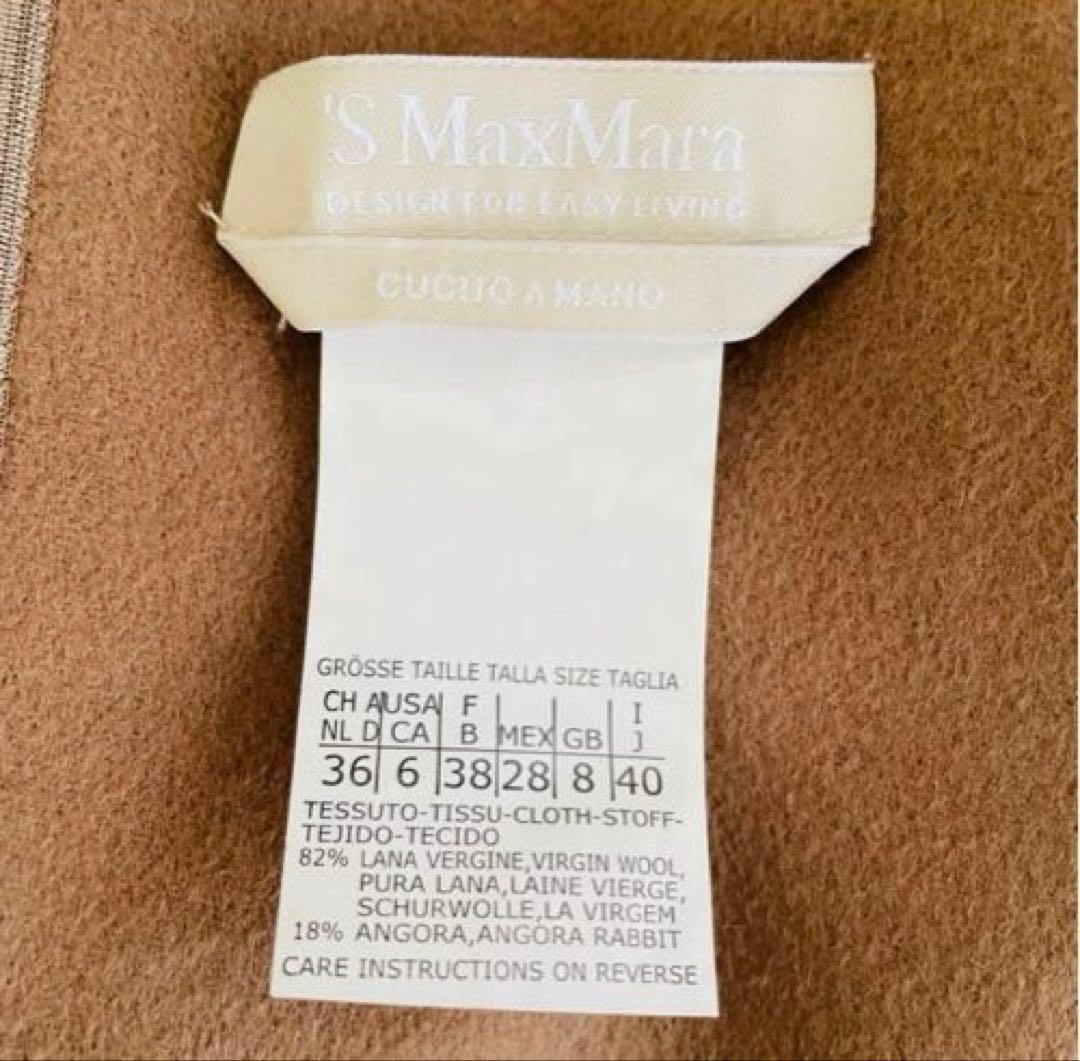 'S MaxMara
DESIGN FOR EASY LIVING
CUCITO A MANO
GRÖSSE TAILLE TALLA SIZE TAGLIA
CH A USA F I
NL D CA B MEX GB J
36 6 38 28 8 40
TESSUTO-TISSU-CLOTH-STOFF-
TEJIDO-TECIDO
82% LANA VERGINE,VIRGIN WOOL,
PURA LANA,LAINE VIERGE,
SCHURWOLLE,LA VIRGEM
18% ANGORA,ANGORA RABBIT
CARE INSTRUCTIONS ON REVERSE